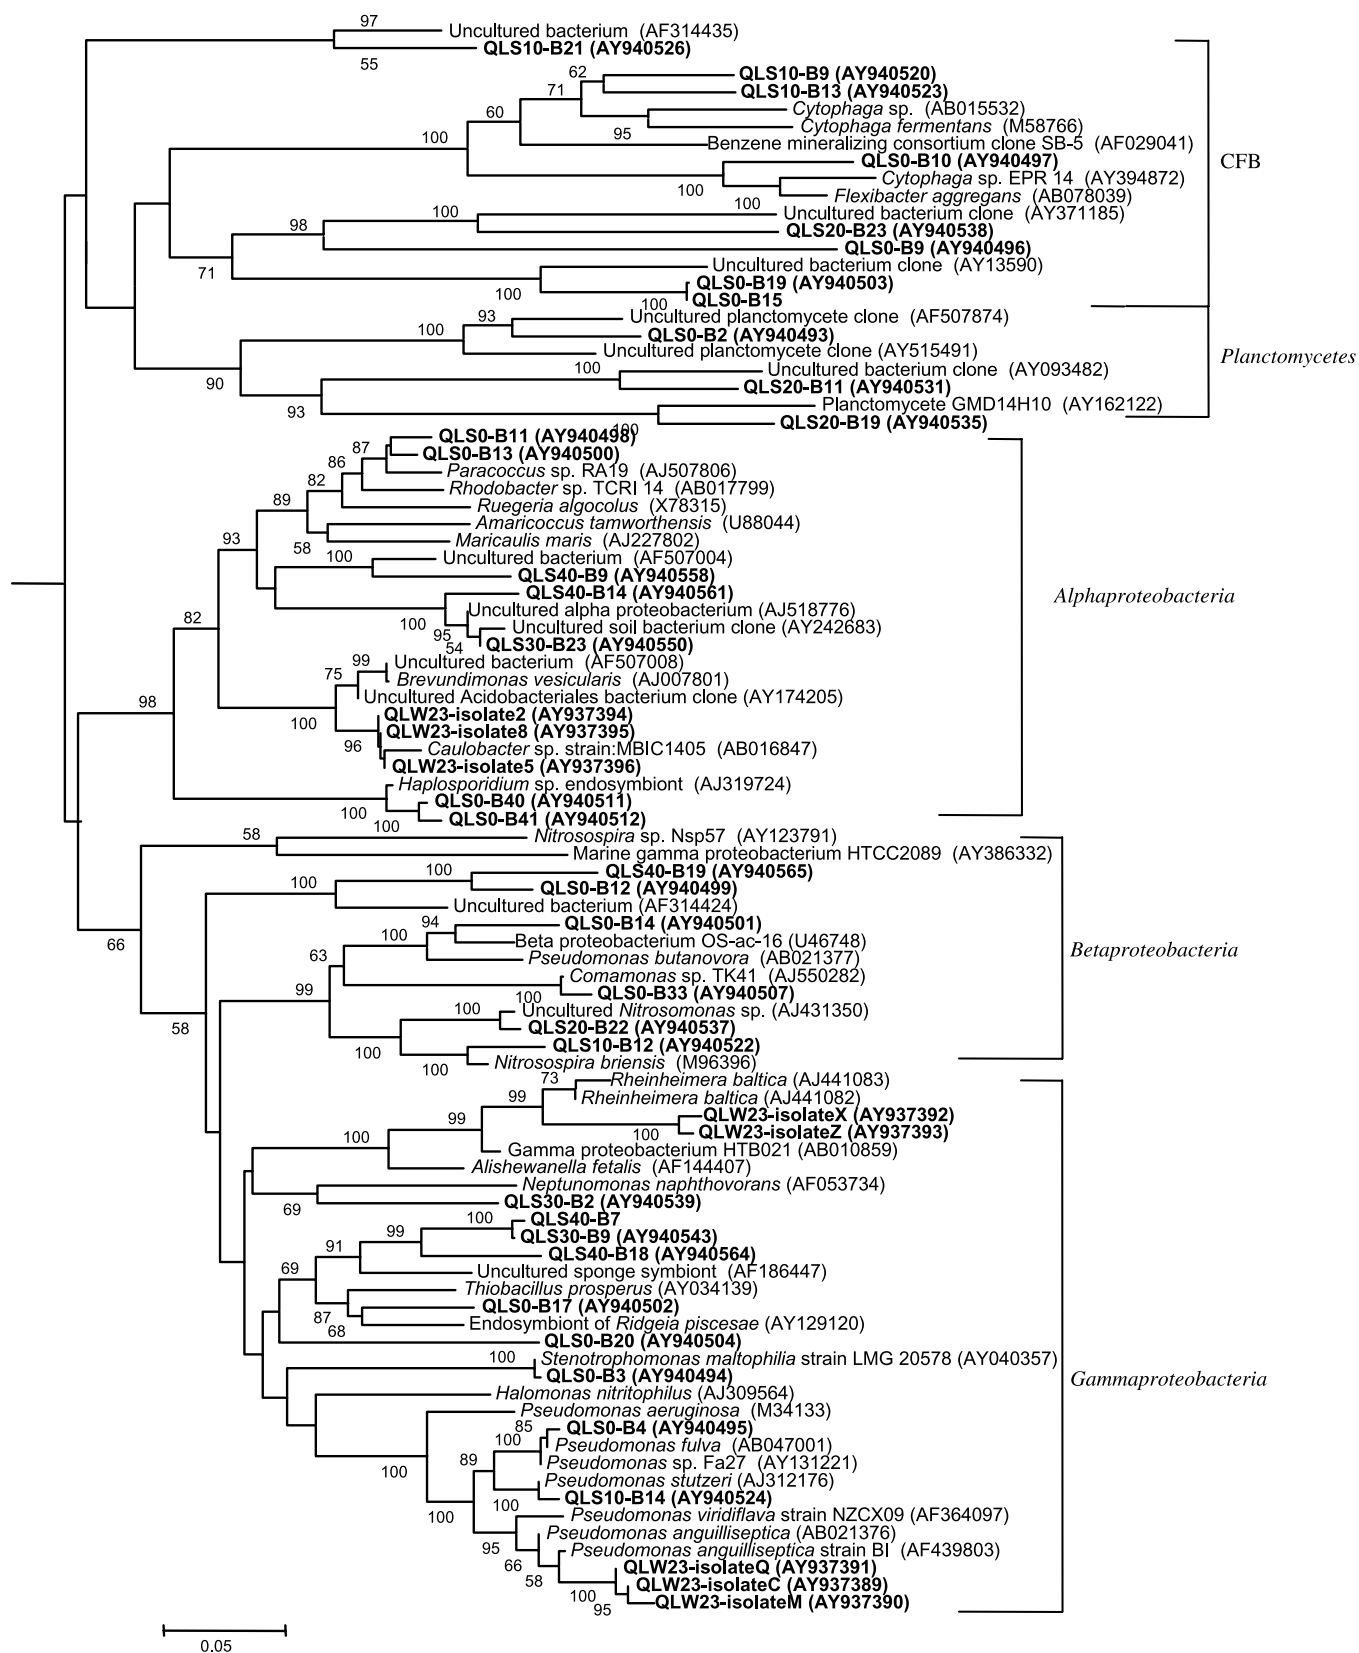 97
Uncultured bacterium (AF314435)
QLS10-B21 (AY940526)
55
QLS10-B9 (AY940520)
62
QLS10-B13 (AY940523)
71
Cytophaga sp. (AB015532)
60
Cytophaga fermentans (M58766)
95
100
Benzene mineralizing consortium clone SB-5 (AF029041)
QLS0-B10 (AY940497)
CFB
Cytophaga sp. EPR 14 (AY394872)
100
Flexibacter aggregans (AB078039)
100
100
Uncultured bacterium clone (AY371185)
98
QLS20-B23 (AY940538)
QLS0-B9 (AY940496)
71
Uncultured bacterium clone (AY13590)
QLS0-B19 (AY940503)
100
100
QLS0-B15
93
Uncultured planctomycete clone (AF507874)
100
QLS0-B2 (AY940493)
Uncultured planctomycete clone (AY515491)
Planctomycetes
100
Uncultured bacterium clone (AY093482)
90
QLS20-B11 (AY940531)
93
Planctomycete GMD14H10 (AY162122)
100
QLS20-B19 (AY940535)
QLS0-B11 (AY940498)
87
QLS0-B13 (AY940500)
86
Paracoccus sp. RA19 (AJ507806)
82
Rhodobacter sp. TCRI 14 (AB017799)
89
Ruegeria algocolus (X78315)
Amaricoccus tamworthensis (U88044)
93
58
Maricaulis maris (AJ227802)
100
Uncultured bacterium (AF507004)
QLS40-B9 (AY940558)
QLS40-B14 (AY940561)
Alphaproteobacteria
Uncultured alpha proteobacterium (AJ518776)
82
100
95
Uncultured soil bacterium clone (AY242683)
54
QLS30-B23 (AY940550)
99
Uncultured bacterium (AF507008)
75
Brevundimonas vesicularis (AJ007801)
Uncultured Acidobacteriales bacterium clone (AY174205)
98
100
QLW23-isolate2 (AY937394)
QLW23-isolate8 (AY937395)
96
Caulobacter sp. strain:MBIC1405 (AB016847)
QLW23-isolate5 (AY937396)
Haplosporidium sp. endosymbiont (AJ319724)
QLS0-B40 (AY940511)
100
100
QLS0-B41 (AY940512)
58
Nitrosospira sp. Nsp57 (AY123791)
Marine gamma proteobacterium HTCC2089 (AY386332)
100
QLS40-B19 (AY940565)
100
QLS0-B12 (AY940499)
Uncultured bacterium (AF314424)
94
QLS0-B14 (AY940501)
66
100
Beta proteobacterium OS-ac-16 (U46748)
Betaproteobacteria
63
Pseudomonas butanovora (AB021377)
Comamonas sp. TK41 (AJ550282)
99
100
QLS0-B33 (AY940507)
100
Uncultured Nitrosomonas sp. (AJ431350)
58
QLS20-B22 (AY940537)
QLS10-B12 (AY940522)
100
100
Nitrosospira briensis (M96396)
73
Rheinheimera baltica (AJ441083)
99
Rheinheimera baltica (AJ441082)
99
QLW23-isolateX (AY937392)
100
QLW23-isolateZ (AY937393)
100
Gamma proteobacterium HTB021 (AB010859)
Alishewanella fetalis (AF144407)
Neptunomonas naphthovorans (AF053734)
69
QLS30-B2 (AY940539)
100
QLS40-B7
99
QLS30-B9 (AY940543)
91
QLS40-B18 (AY940564)
69
Uncultured sponge symbiont (AF186447)
Thiobacillus prosperus (AY034139)
87
QLS0-B17 (AY940502)
68
Endosymbiont of Ridgeia piscesae (AY129120)
QLS0-B20 (AY940504)
100
Stenotrophomonas maltophilia strain LMG 20578 (AY040357)
QLS0-B3 (AY940494)
Gammaproteobacteria
Halomonas nitritophilus (AJ309564)
Pseudomonas aeruginosa (M34133)
85
QLS0-B4 (AY940495)
100
Pseudomonas fulva (AB047001)
89
Pseudomonas sp. Fa27 (AY131221)
100
Pseudomonas stutzeri (AJ312176)
100
QLS10-B14 (AY940524)
100
Pseudomonas viridiflava strain NZCX09 (AF364097)
Pseudomonas anguilliseptica (AB021376)
95
Pseudomonas anguilliseptica strain BI (AF439803)
66
QLW23-isolateQ (AY937391)
58
QLW23-isolateC (AY937389)
100
95
QLW23-isolateM (AY937390)
0.05